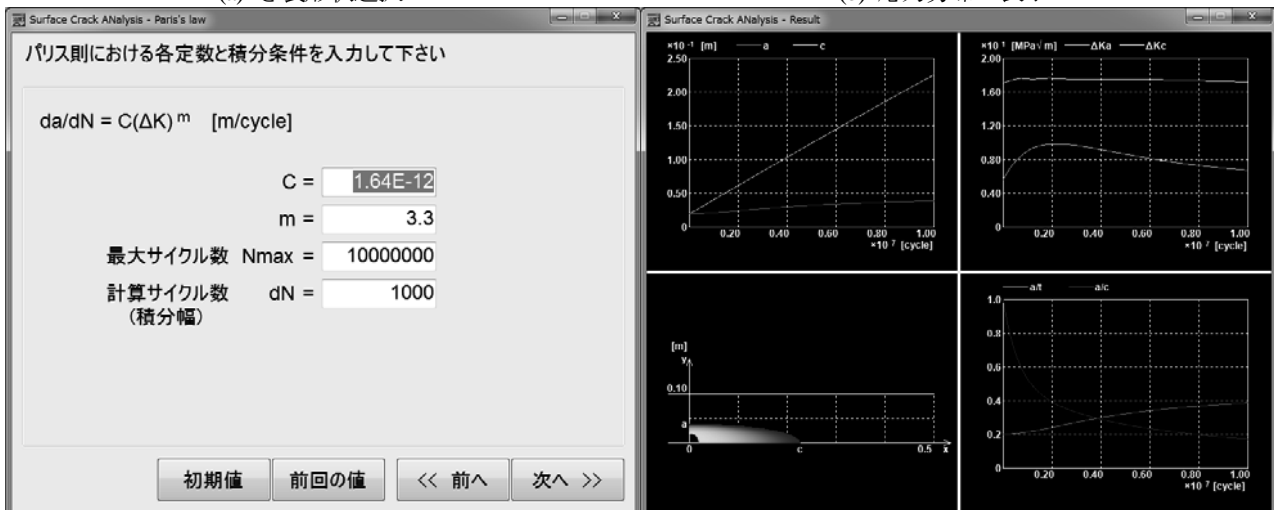 Surface Crack ANalysis - Paris's law
パリス則における各定数と積分条件を入力して下さい
da/dN = C(ΔK) m [m/cycle]
C = 1.64E-12
m = 3.3
最大サイクル数 Nmax = 10000000
計算サイクル数 dN = 1000
(積分幅)
初期値 前回の値 << 前へ 次へ >>
Surface Crack ANalysis - Result
×10 -1 [m] a c
2.50
2.00
1.50
1.00
0.50
0
0.20 0.40 0.60 0.80 1.00
×10 7 [cycle]
×10 1 [MPa√m] ΔKa ΔKc
2.00
1.60
1.20
0.80
0.40
0
0.20 0.40 0.60 0.80 1.00
×10 7 [cycle]
[m]
y
0.10
a
0 c 0.5 x
a/t a/c
1.0
0.8
0.6
0.4
0.2
0
0.20 0.40 0.60 0.80 1.00
×10 7 [cycle]